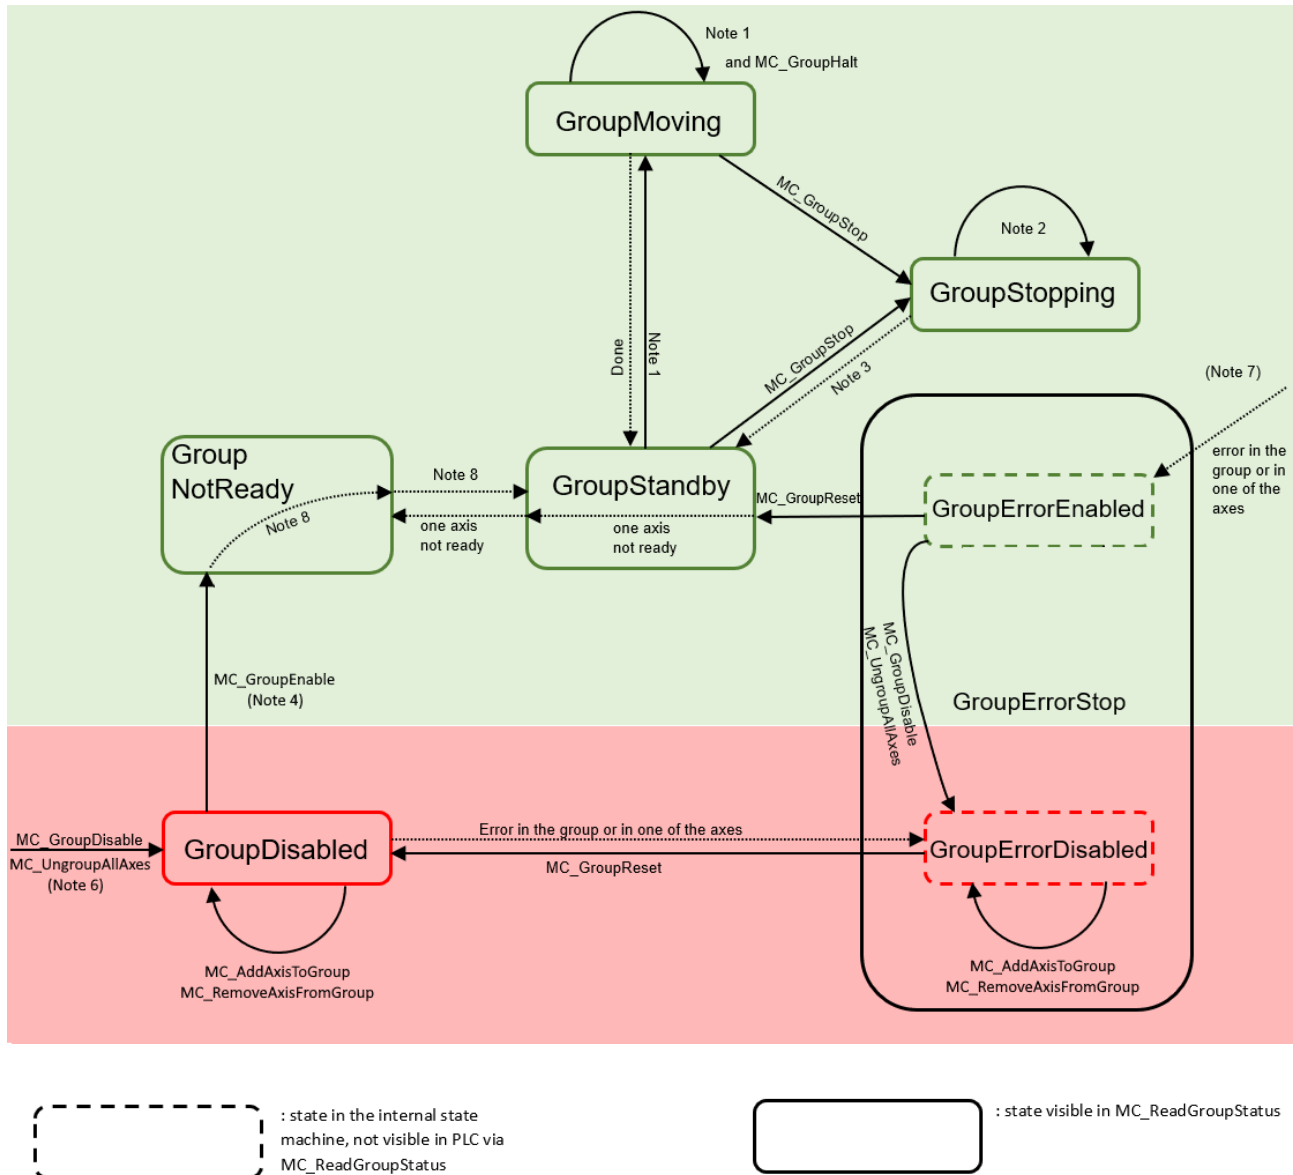 Note 1
and MC_GroupHalt
GroupMoving
MC_GroupStop
Note 2
GroupStopping
Done
Note 1
MC_GroupStop
Note 3
(Note 7)
error in the
group or in
one of the
axes
Group
NotReady
Note 8
Note 8
one axis
not ready
GroupStandby
one axis
not ready
MC_GroupReset
GroupErrorEnabled
MC_GroupDisable
MC_UngroupAllAxes
GroupErrorStop
MC_GroupEnable
(Note 4)
MC_GroupDisable
MC_UngroupAllAxes
(Note 6)
GroupDisabled
Error in the group or in one of the axes
MC_GroupReset
GroupErrorDisabled
MC_AddAxisToGroup
MC_RemoveAxisFromGroup
MC_AddAxisToGroup
MC_RemoveAxisFromGroup
: state in the internal state
machine, not visible in PLC via
MC_ReadGroupStatus
: state visible in MC_ReadGroupStatus